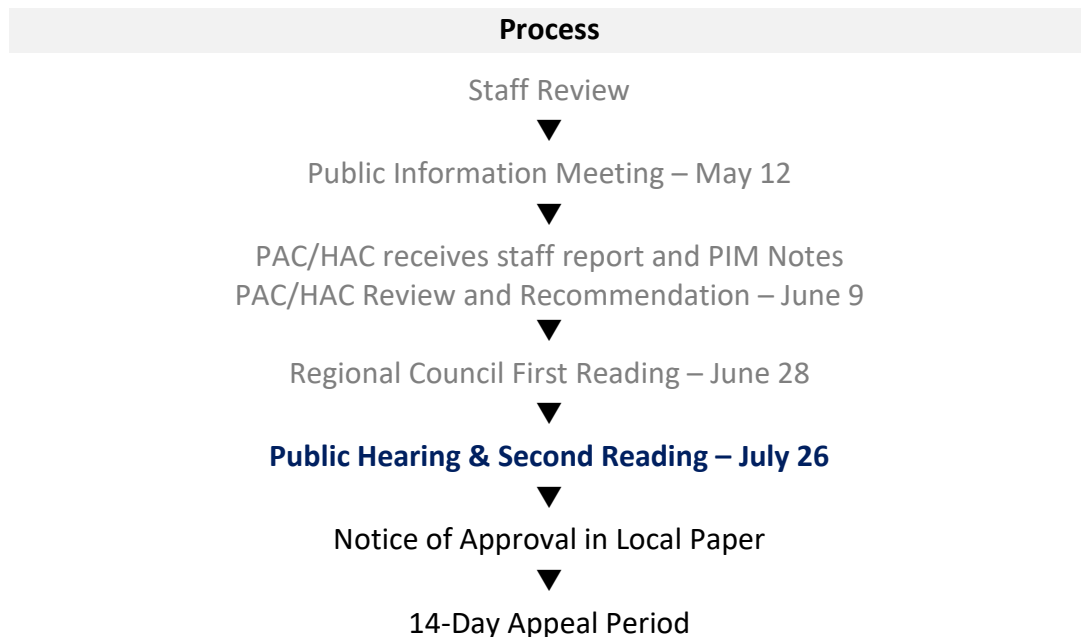 Process
Staff Review
Public Information Meeting – May 12
PAC/HAC receives staff report and PIM Notes
PAC/HAC Review and Recommendation – June 9
Regional Council First Reading – June 28
Public Hearing & Second Reading – July 26
Notice of Approval in Local Paper
14-Day Appeal Period